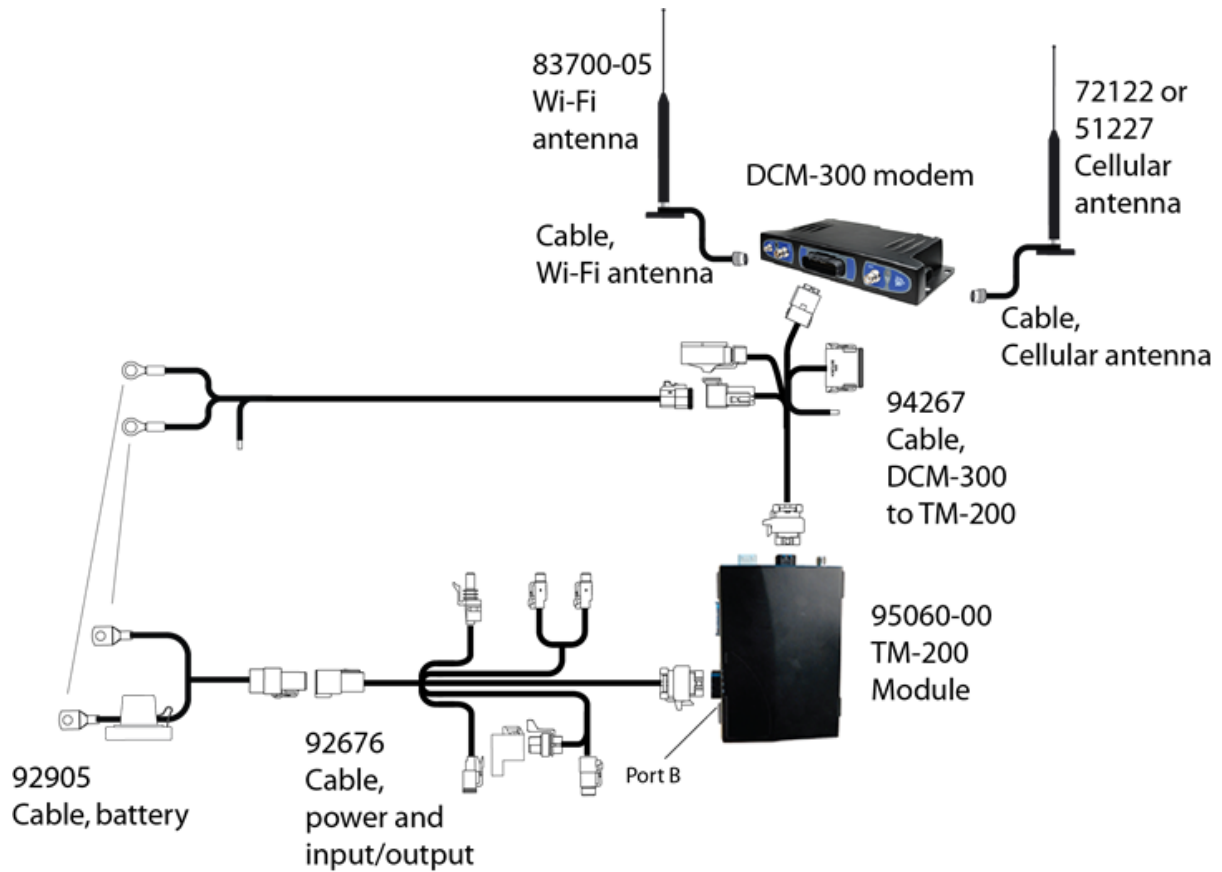 83700-05
Wi-Fi
antenna
72122 or
51227
Cellular
antenna
DCM-300 modem
Cable,
Wi-Fi antenna
Cable,
Cellular antenna
94267
Cable,
DCM-300
to TM-200
95060-00
TM-200
Module
Port B
92676
Cable,
power and
input/output
92905
Cable, battery